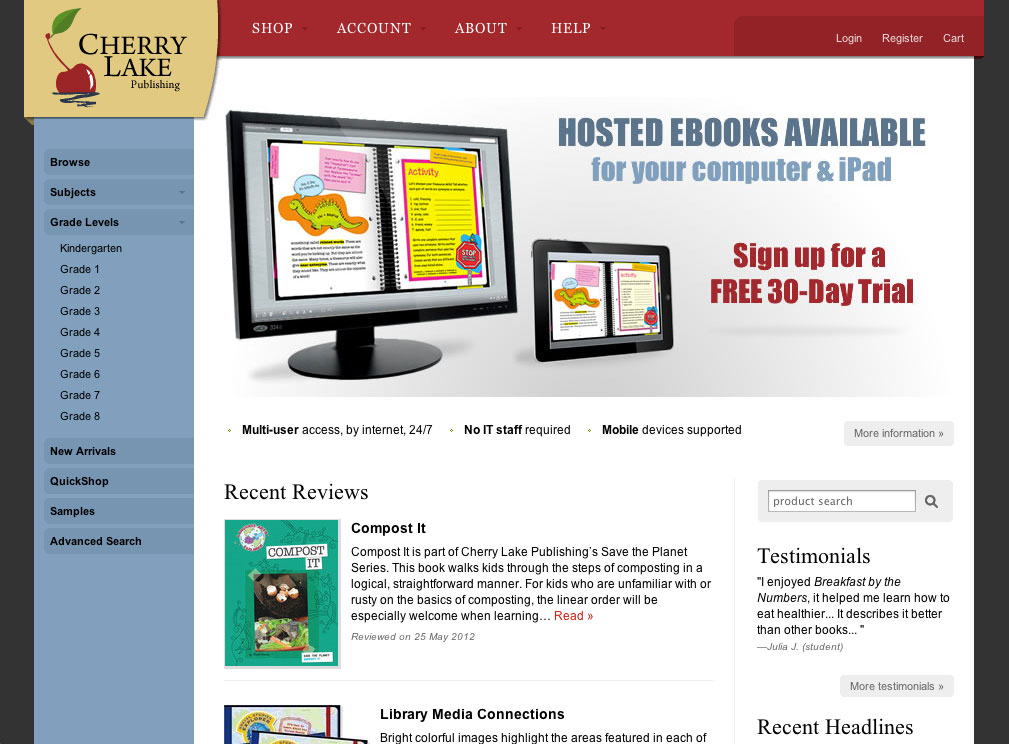 CHERRY
LAKE
Publishing
SHOP
ACCOUNT
ABOUT
HELP
Login
Register
Cart
Browse
Subjects
Grade Levels
Kindergarten
Grade 1
Grade 2
Grade 3
Grade 4
Grade 5
Grade 6
Grade 7
Grade 8
New Arrivals
QuickShop
Samples
Advanced Search
HOSTED EBOOKS AVAILABLE
for your computer & iPad
Sign up for a
FREE 30-Day Trial
Activity
STOP
Activity
Multi-user access, by internet, 24/7
No IT staff required
Mobile devices supported
More information »
Recent Reviews
COMPOST
IT
Compost It
Compost It is part of Cherry Lake Publishing's Save the Planet
Series. This book walks kids through the steps of composting in a
logical, straightforward manner. For kids who are unfamiliar with or
rusty on the basics of composting, the linear order will be
especially welcome when learning… Read »
Reviewed on 25 May 2012
Library Media Connections
Bright colorful images highlight the areas featured in each of
product search
Testimonials
"I enjoyed Breakfast by the
Numbers, it helped me learn how to
eat healthier... It describes it better
than other books... "
—Julia J. (student)
More testimonials »
Recent Headlines